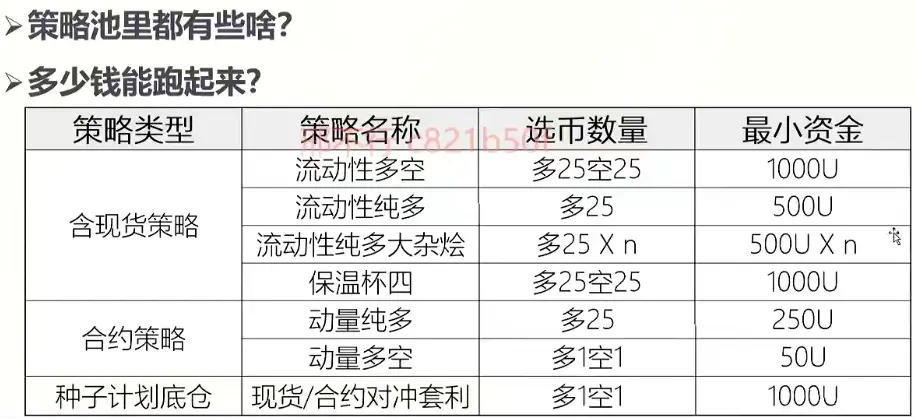 ➢策略池里都有些啥？
➢多少钱能跑起来？
策略类型 策略名称 选币数量 最小资金
含现货策略 流动性多空 多25空25 1000U
流动性纯多 多25 500U
流动性纯多大杂烩 多25 X n 500U X n
保温杯四 多25空25 1000U
合约策略 动量纯多 多25 250U
动量多空 多1空1 50U
种子计划底仓 现货/合约对冲套利 多1空1 1000U